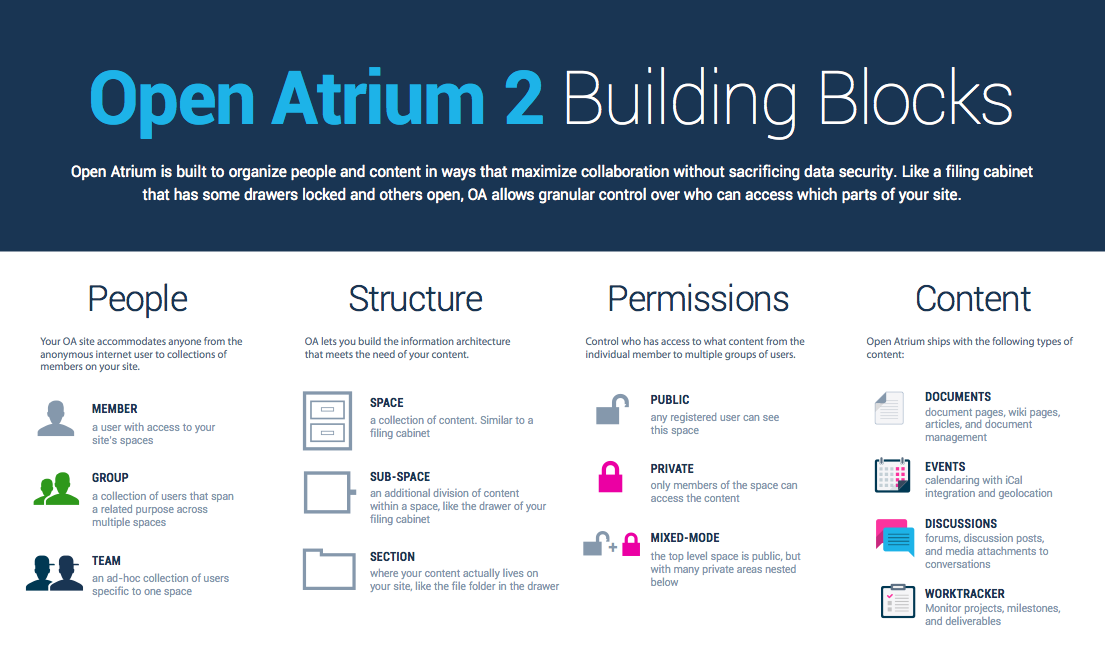 Open Atrium 2 Building Blocks
Open Atrium is built to organize people and content in ways that maximize collaboration without sacrificing data security. Like a filing cabinet
that has some drawers locked and others open, OA allows granular control over who can access which parts of your site.
People
Your OA site accommodates anyone from the
anonymous internet user to collections of
members on your site.
MEMBER
a user with access to your
site's spaces
GROUP
a collection of users that span
a related purpose across
multiple spaces
TEAM
an ad-hoc collection of users
specific to one space
Structure
OA lets you build the information architecture
that meets the need of your content.
SPACE
a collection of content. Similar to a
filing cabinet
SUB-SPACE
an additional division of content
within a space, like the drawer of your
filing cabinet
SECTION
where your content actually lives on
your site, like the file folder in the drawer
Permissions
Control who has access to what content from the
individual member to multiple groups of users.
PUBLIC
any registered user can see
this space
PRIVATE
only members of the space can
access the content
MIXED-MODE
the top level space is public, but
with many private areas nested
below
Content
Open Atrium ships with the following types of
content:
DOCUMENTS
document pages, wiki pages,
articles, and document
management
EVENTS
calendaring with iCal
integration and geolocation
DISCUSSIONS
forums, discussion posts,
and media attachments to
conversations
WORKTRACKER
Monitor projects, milestones,
and deliverables